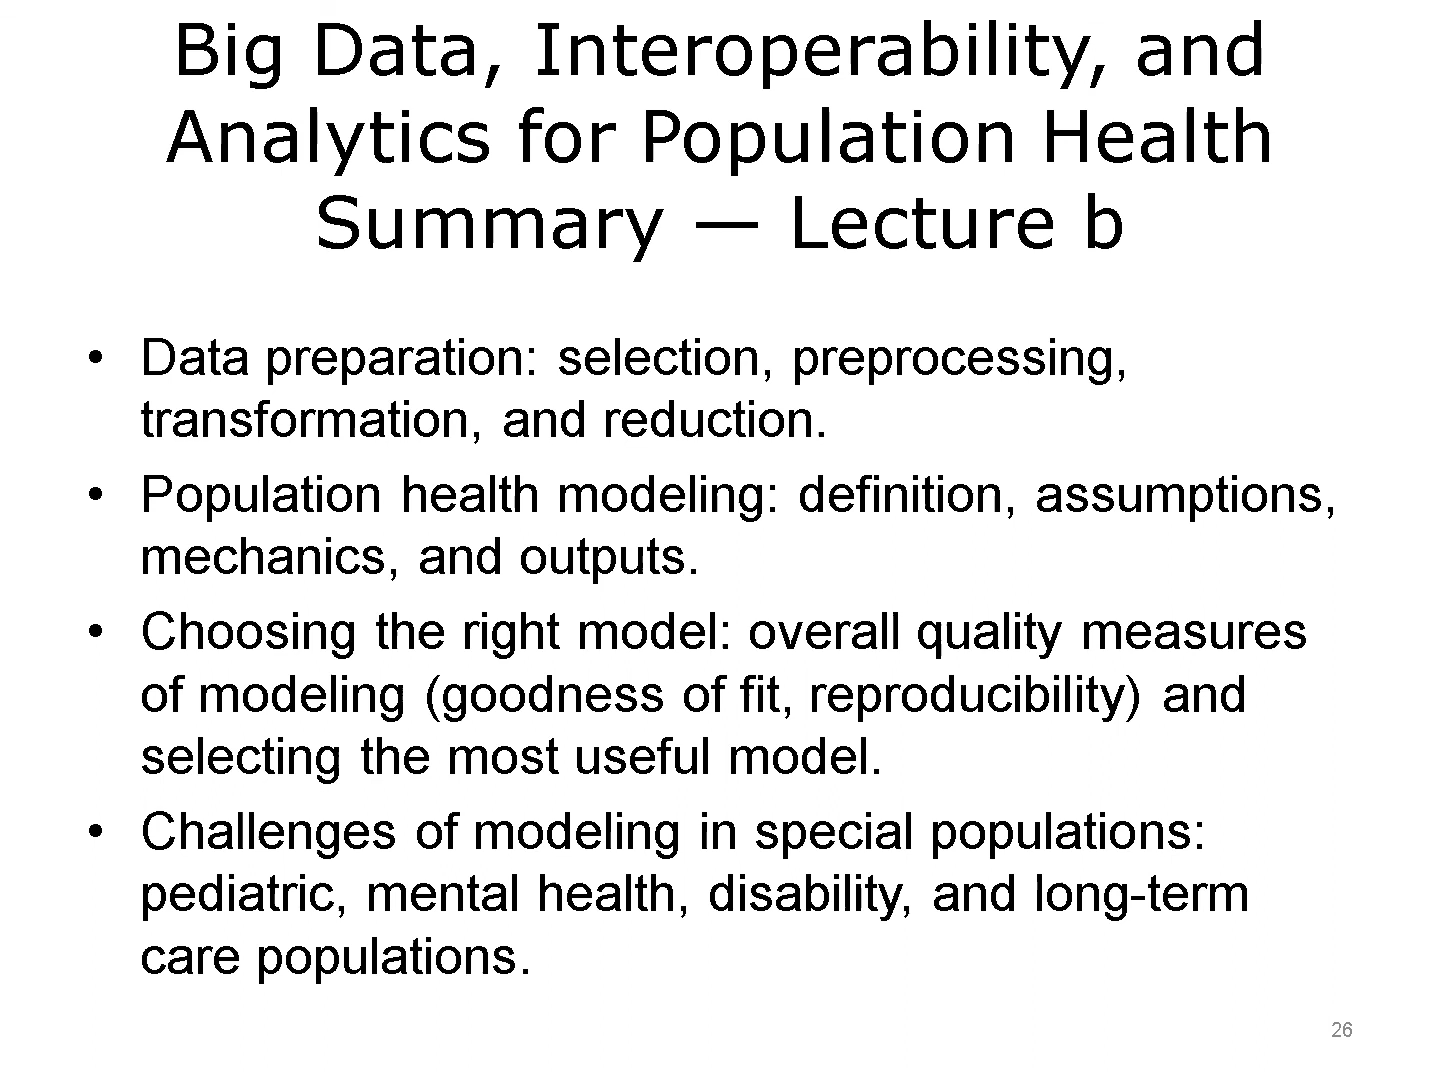 Big Data, Interoperability, and
Analytics for Population Health
Summary — Lecture b
• Data preparation: selection, preprocessing,
transformation, and reduction.
• Population health modeling: definition, assumptions,
mechanics, and outputs.
• Choosing the right model: overall quality measures
of modeling (goodness of fit, reproducibility) and
selecting the most useful model.
• Challenges of modeling in special populations:
pediatric, mental health, disability, and long-term
care populations.
26